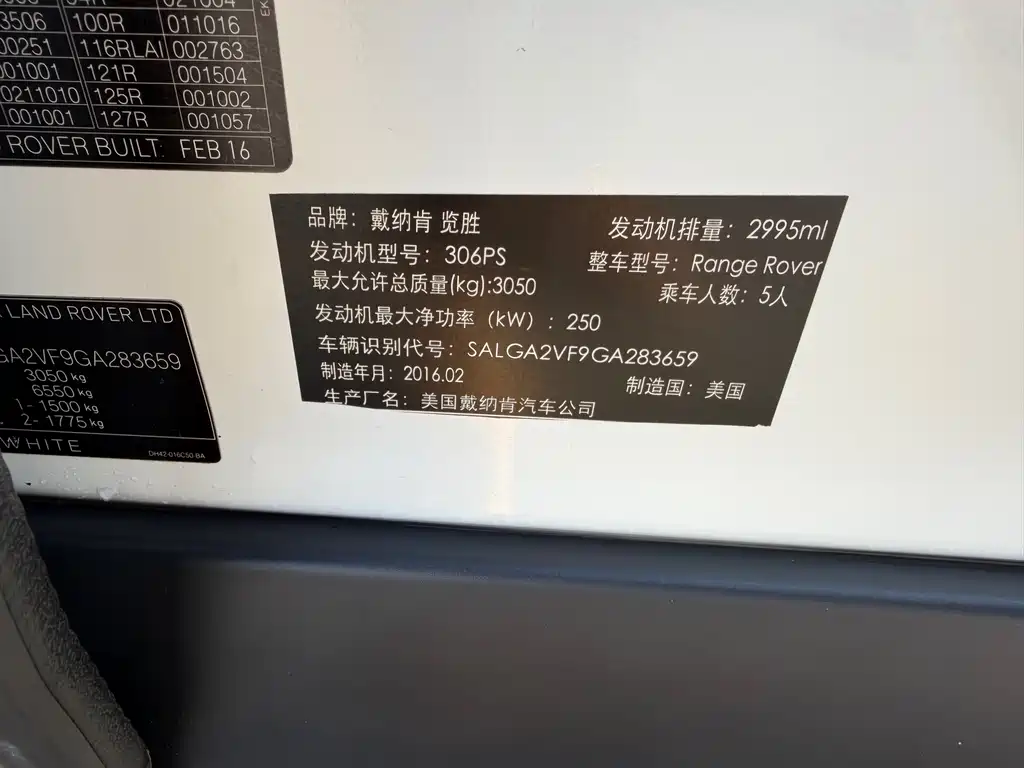 04R 021004
3506 100R 011016
00251 116RLAI 002763
001001 121R 001504
0211010 125R 001002
001001 127R 001057
ROVER BUILT: FEB 16
EK
LAND ROVER LTD
GA2VF9GA283659
3050 kg
6550 kg
1- 1500 kg
2- 1775 kg
WHITE
DH42-016C50-BA
品牌：戴纳肯 览胜 发动机排量：2995ml
发动机型号：306PS 整车型号：Range Rover
最大允许总质量(kg):3050 乘车人数：5人
发动机最大净功率（kW）：250
车辆识别代号：SALGA2VF9GA283659
制造年月：2016.02 制造国：美国
生产厂名：美国戴纳肯汽车公司